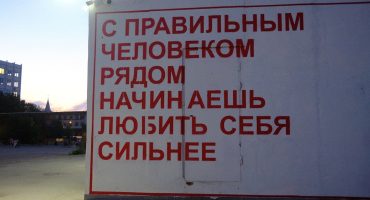 С ПРАВИЛЬНЫМ
ЧЕЛОВЕКОМ
РЯДОМ
НАЧИНАЕШЬ
ЛЮБИТЬ СЕБЯ
СИЛЬНЕЕ